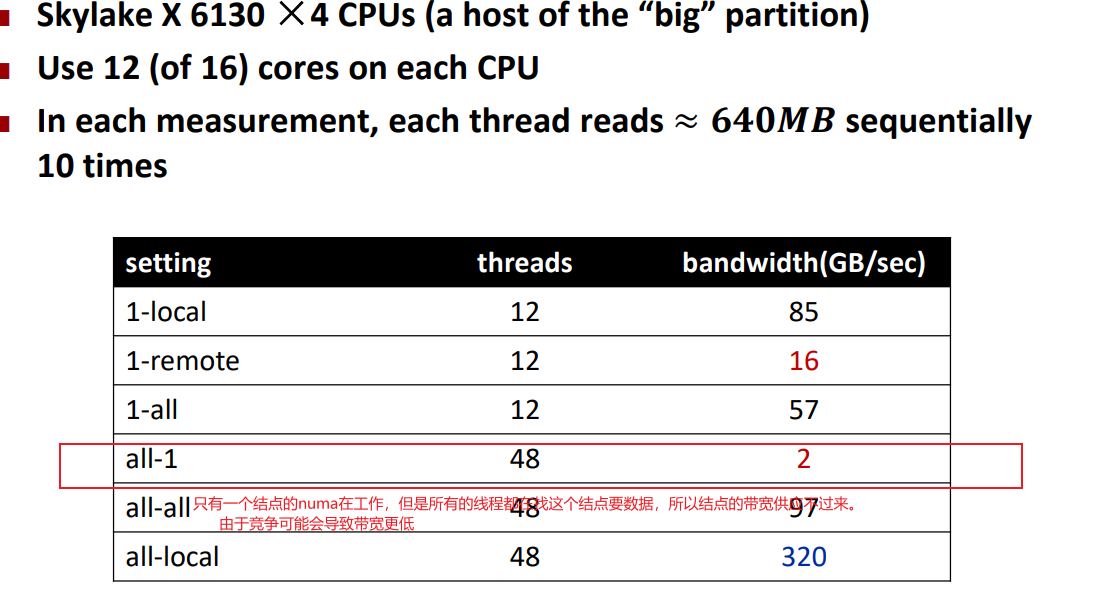 Skylake X 6130 ×4 CPUs (a host of the “big” partition)
Use 12 (of 16) cores on each CPU
In each measurement, each thread reads ≈ 640MB sequentially
10 times
setting threads bandwidth(GB/sec)
1-local 12 85
1-remote 12 16
1-all 12 57
all-1 48 2
all-all 48 97
只有一个结点的numa在工作，但是所有的线程都在找这个结点要数据，所以结点的带宽供应不过来。
由于竞争可能会导致带宽更低
all-local 48 320